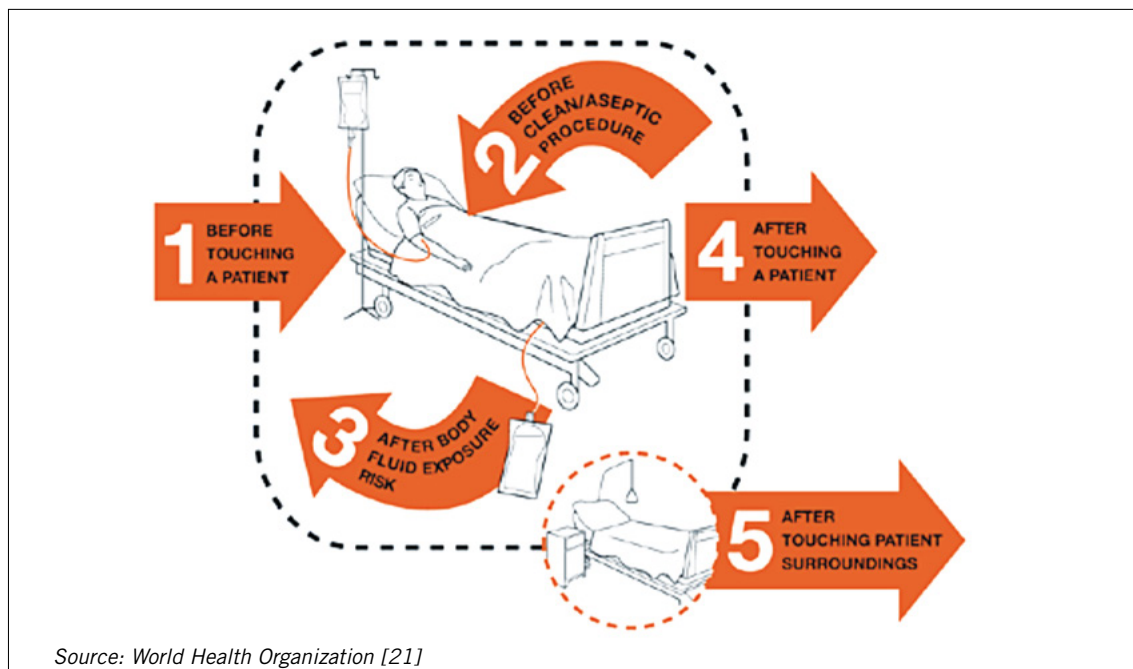 1
BEFORE
TOUCHING
A PATIENT
2
BEFORE
CLEAN/ASEPTIC
PROCEDURE
3
AFTER BODY
FLUID EXPOSURE
RISK
4
AFTER
TOUCHING
A PATIENT
5
AFTER
TOUCHING PATIENT
SURROUNDINGS
Source: World Health Organization [21]